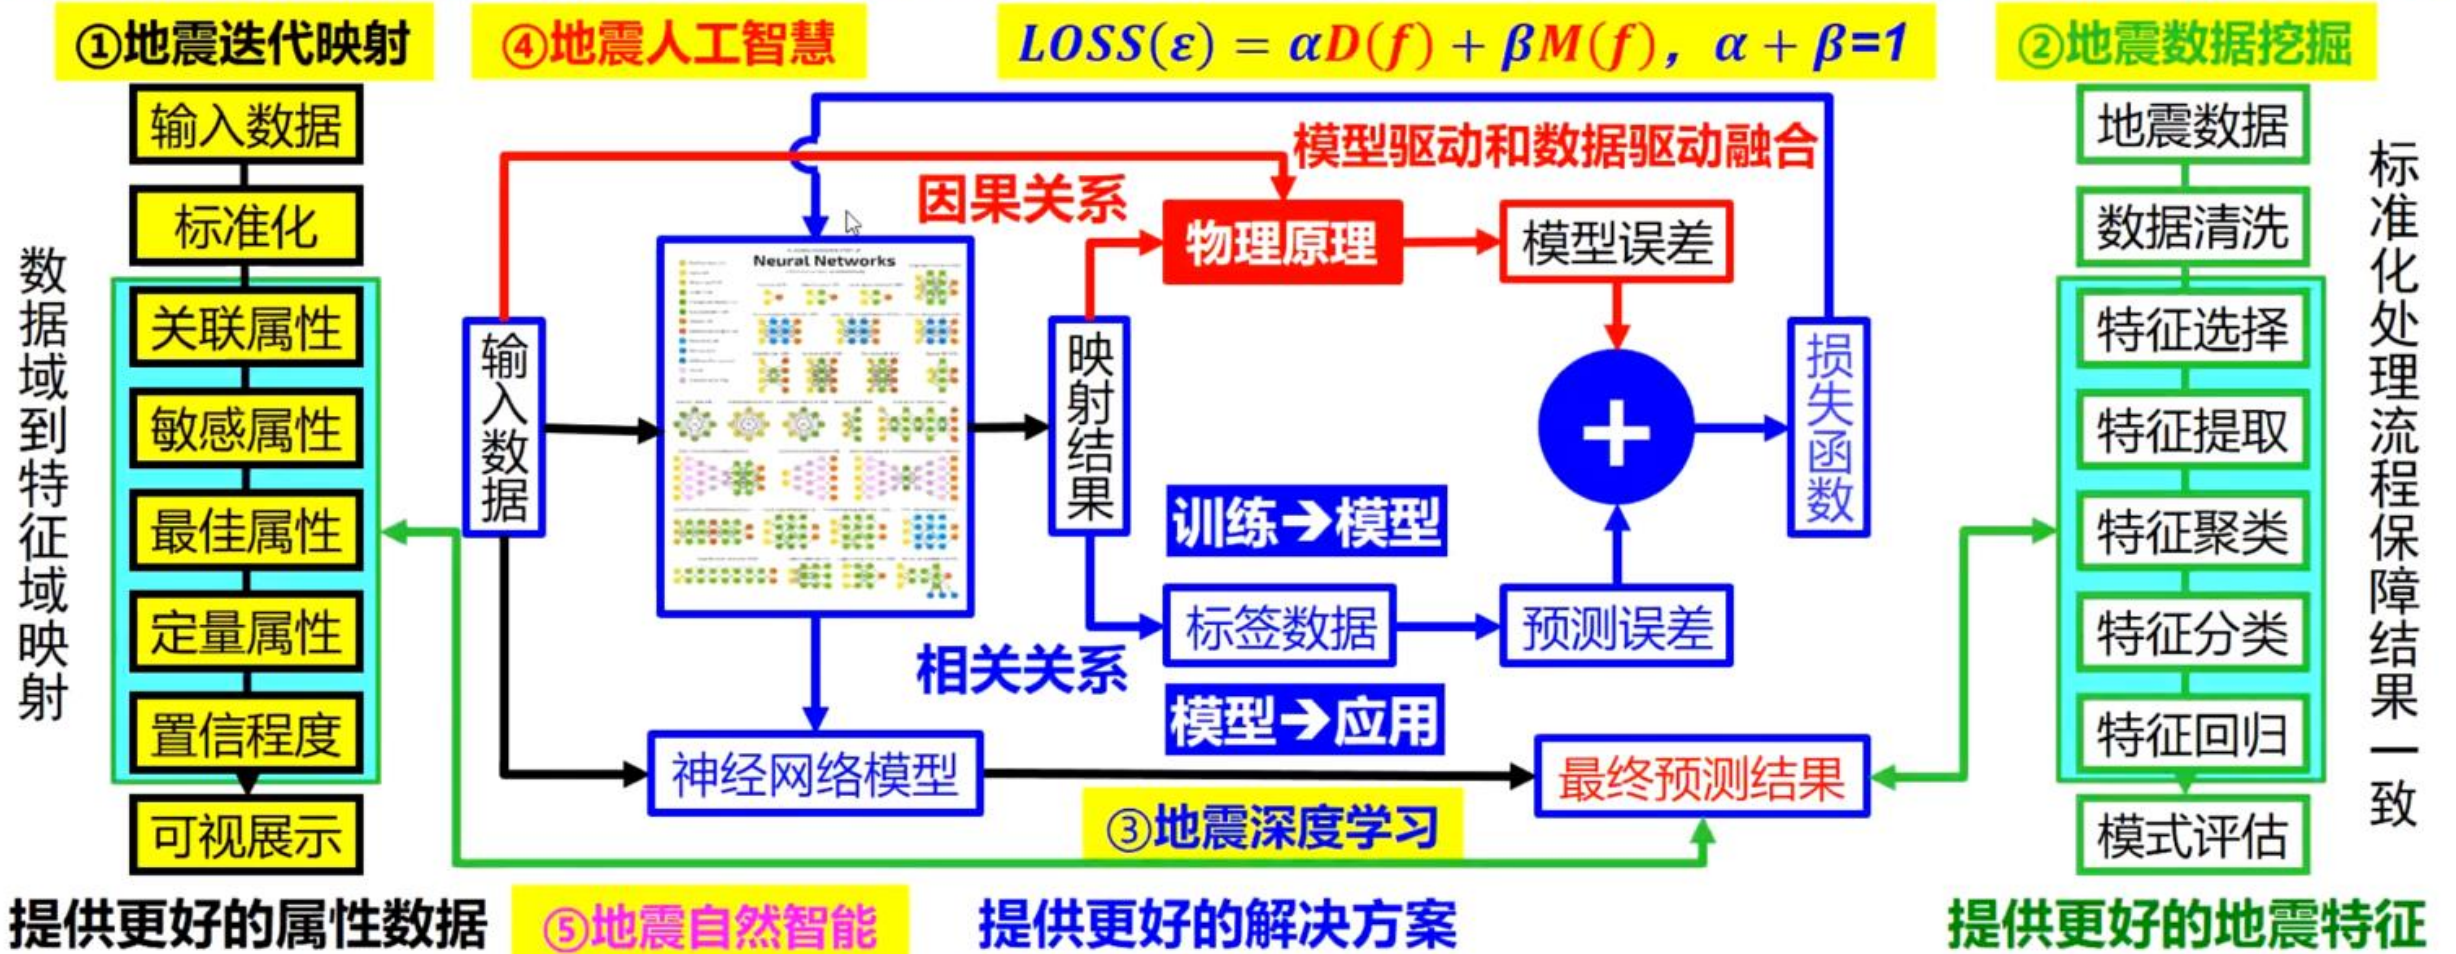 ①地震迭代映射
④地震人工智慧
LOSS(ε) = αD(f) + βM(f), α + β=1
②地震数据挖掘
数据域到特征域映射
输入数据
标准化
关联属性
敏感属性
最佳属性
定量属性
置信程度
可视展示
提供更好的属性数据
输入数据
Neural Networks
映射结果
因果关系
模型驱动和数据驱动融合
物理原理
模型误差
+
损失函数
训练→模型
标签数据
预测误差
相关关系
模型→应用
神经网络模型
最终预测结果
③地震深度学习
⑤地震自然智能
提供更好的解决方案
地震数据
数据清洗
特征选择
特征提取
特征聚类
特征分类
特征回归
模式评估
标准化处理流程保障结果一致
提供更好的地震特征